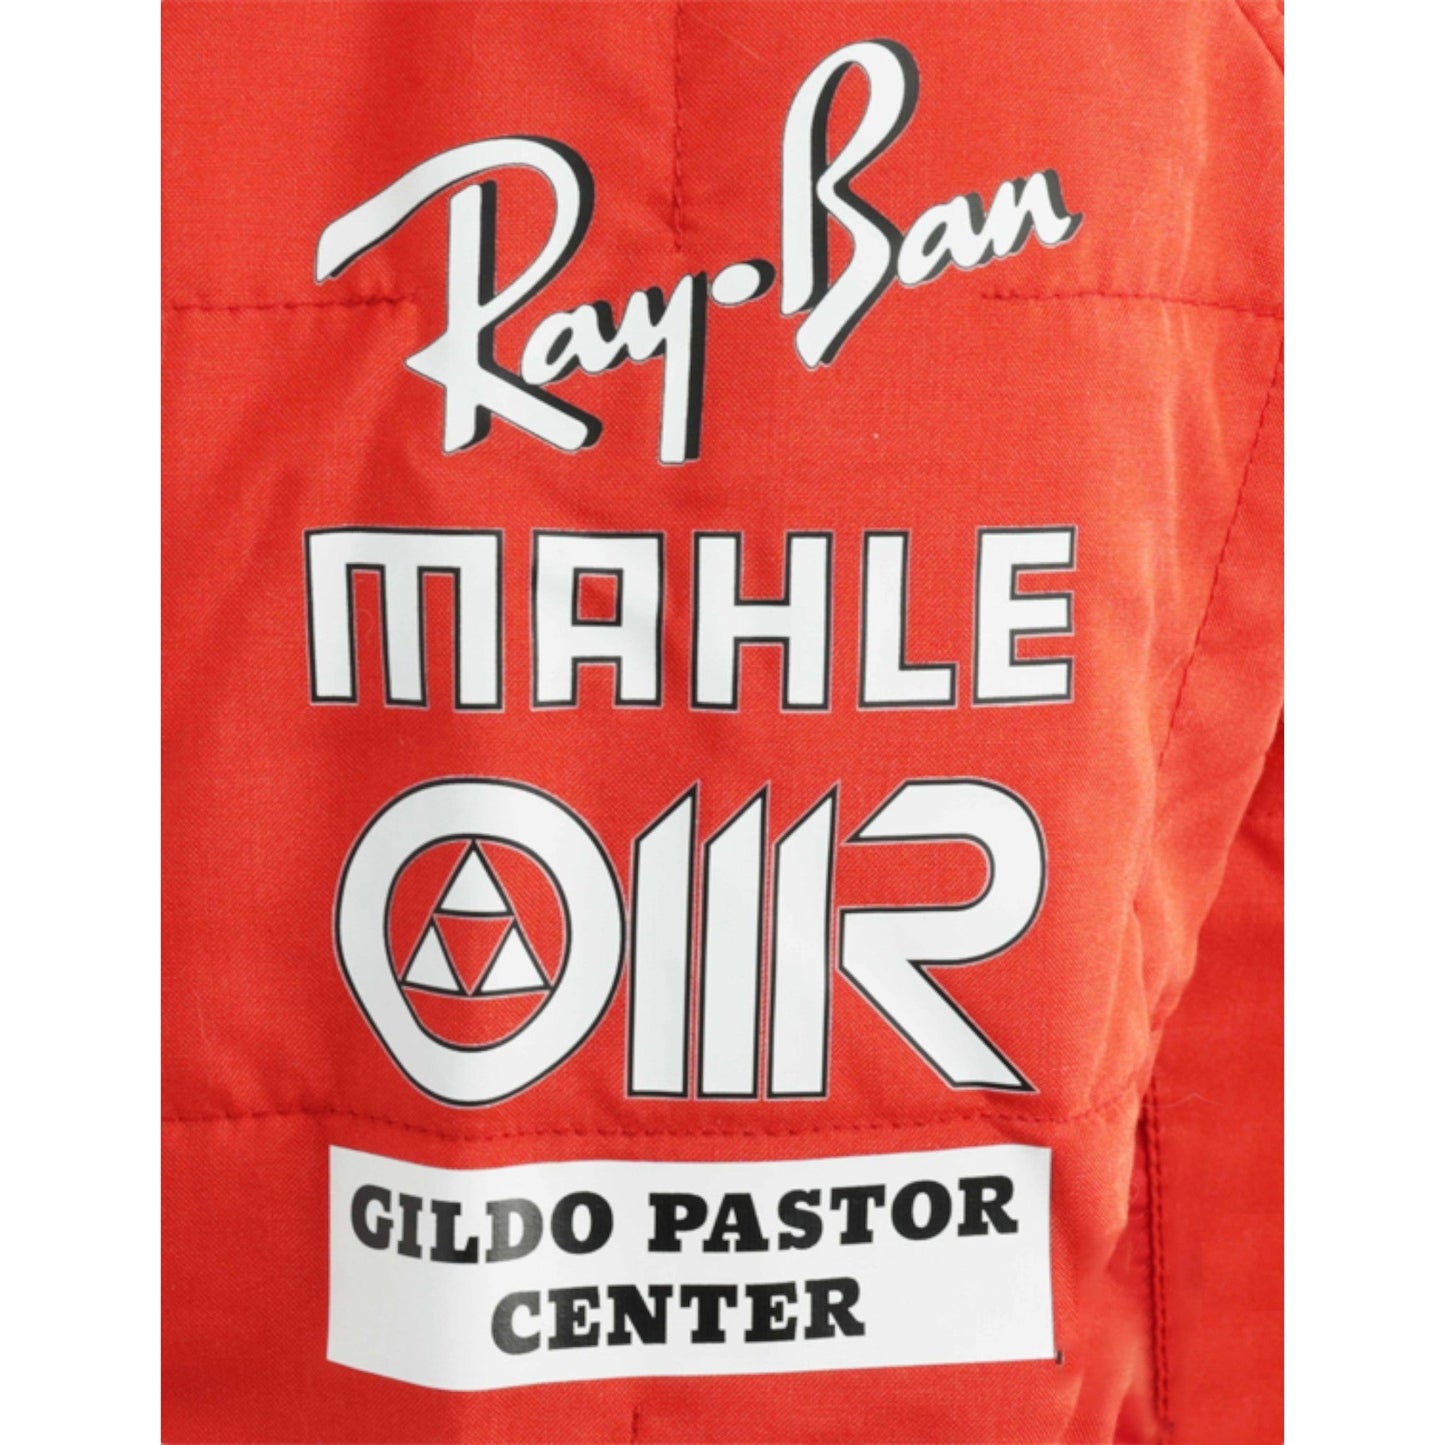 Ray-Ban
MAHLE
OMR
GILDO PASTOR
CENTER